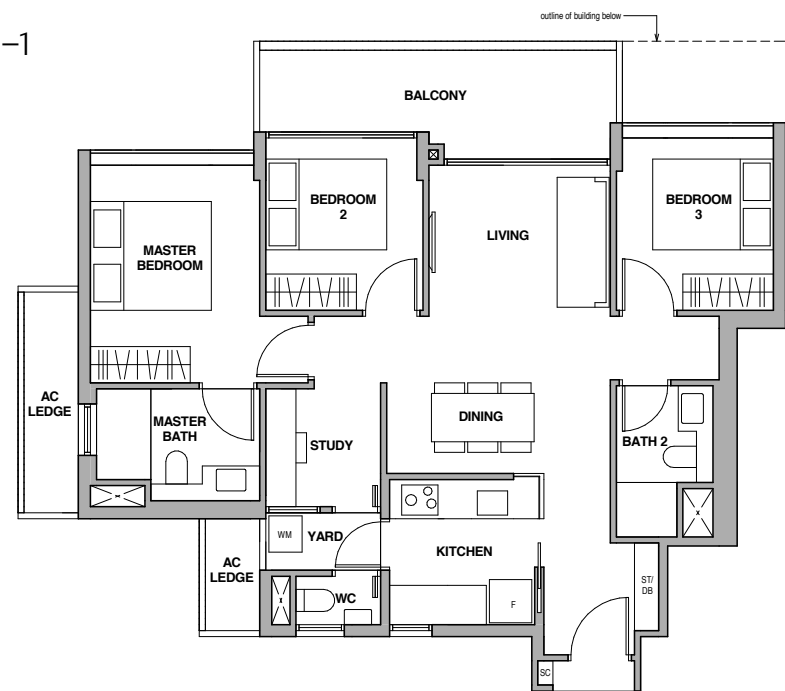 outline of building below
–1
BALCONY
BEDROOM
2
BEDROOM
3
LIVING
MASTER
BEDROOM
AC
LEDGE
MASTER
BATH
STUDY
DINING
BATH 2
WM
YARD
KITCHEN
AC
LEDGE
WC
F
ST/
DB
SC